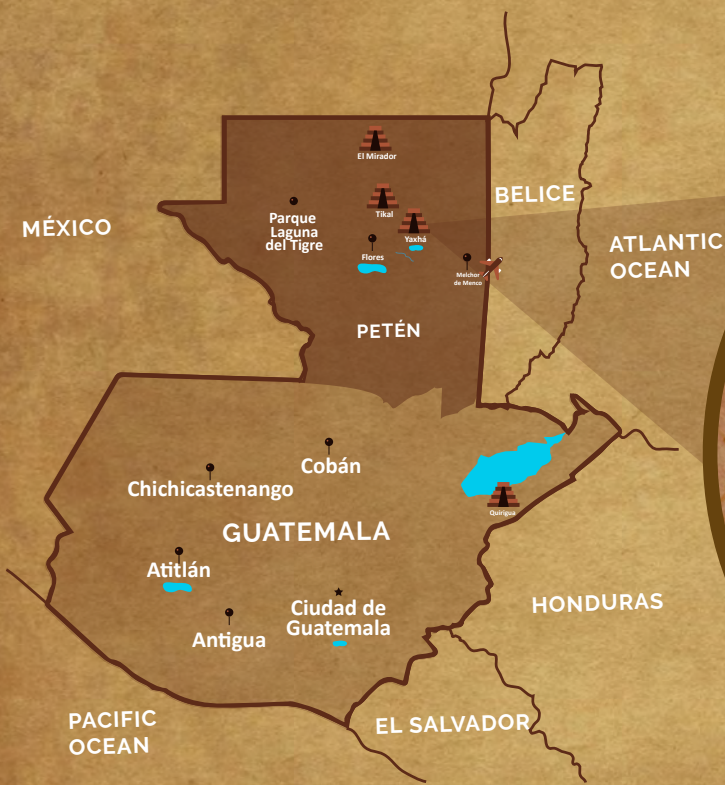 El Mirador
BELICE
Tikal
MÉXICO
Parque
Laguna
del Tigre
Yaxhá
ATLANTIC
OCEAN
Flores
Melchor
de Menco
PETÉN
Cobán
Chichicastenango
Quirigua
GUATEMALA
Atitlán
HONDURAS
Ciudad de
Guatemala
Antigua
PACIFIC
OCEAN
EL SALVADOR